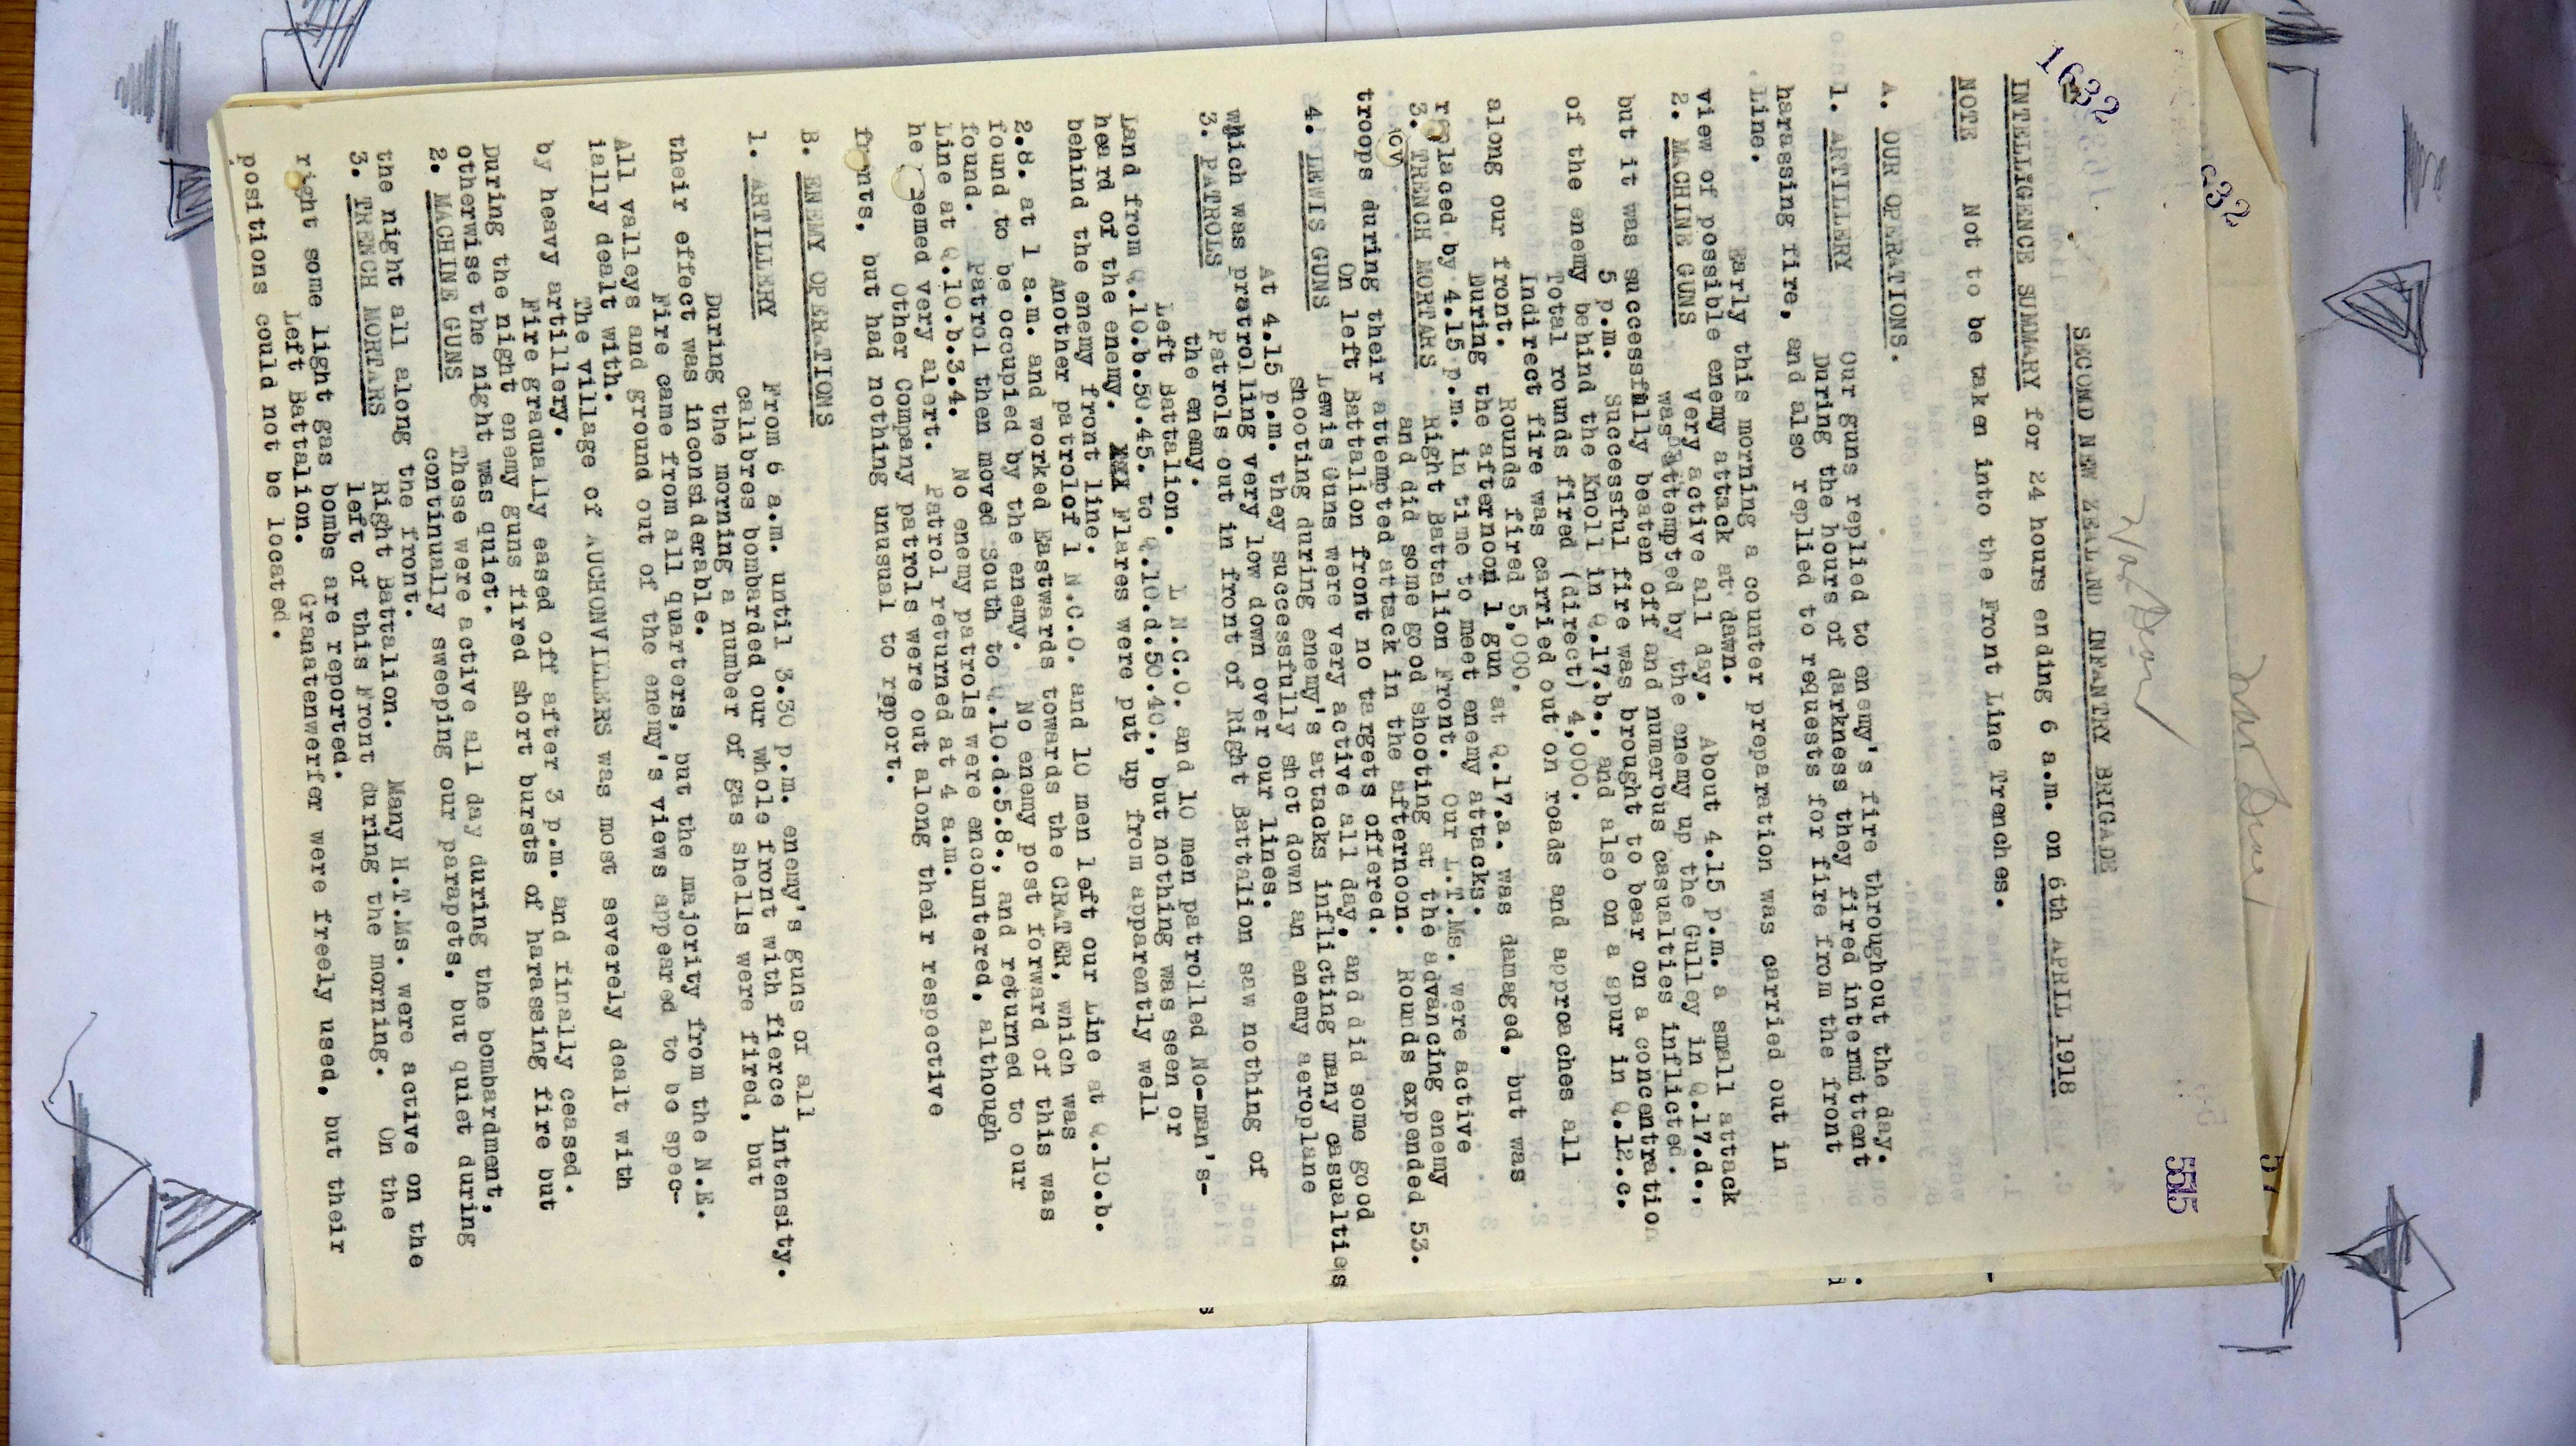 1632
232
War Diary
War Diary
5515
SECOND NEW ZEALAND INFANTRY BRIGADE
INTELLIGENCE SUMMARY for 24 hours ending 6 a.m. on 6th APRIL 1918
NOTE Not to be taken into the Front Line Trenches.
A. OUR OPERATIONS.
1. ARTILLERY Our guns replied to enemy's fire throughout the day.
During the hours of darkness they fired intermittent
harassing fire, and also replied to requests for fire from the front
Line.
Early this morning a counter preparation was carried out in
view of possible enemy attack at dawn.
2. MACHINE GUNS Very active all day. About 4.15 p.m. a small attack
was attempted by the enemy up the Gulley in Q.17.d.,
but it was successfully beaten off and numerous casualties inflicted.
5 p.m. Successful fire was brought to bear on a concentration
of the enemy behind the Knoll in Q.17.b., and also on a spur in Q.12.c.
Total rounds fired (direct) 4,000.
Indirect fire was carried out on roads and approaches all
along our front. Rounds fired 5,000.
During the afternoon 1 gun at Q.17.a. was damaged, but was
replaced by 4.15 p.m. in time to meet enemy attacks.
3. TRENCH MORTARS Right Battalion Front. Our L.T.Ms. were active
and did some good shooting at the advancing enemy
troops during their attempted attack in the afternoon. Rounds expended 53.
On left Battalion front no targets offered.
4. LEWIS GUNS Lewis Guns were very active all day, and did some good
shooting during enemy's attacks inflicting many casualties
At 4.15 p.m. they successfully shot down an enemy aeroplane
which was pratrolling very low down over our lines.
3. PATROLS Patrols out in front of Right Battalion saw nothing of
the enemy.
Left Battalion. 1 N.C.O. and 10 men patrolled No-man's-
Land from Q.10.b.50.45. to Q.10.d.50.40., but nothing was seen or
heard of the enemy. XXX Flares were put up from apparently well
behind the enemy front line.
Another patrolof 1 N.C.O. and 10 men left our Line at Q.10.b.
2.8. at 1 a.m. and worked Eastwards towards the CRATER, which was
found to be occupied by the enemy. No enemy post forward of this was
found. Patrol then moved South to Q.10.d.5.8., and returned to our
Line at Q.10.b.3.4. No enemy patrols were encountered, although
he seemed very alert. Patrol returned at 4 a.m.
Other Company patrols were out along their respective
fronts, but had nothing unusual to report.
B. ENEMY OPERATIONS
1. ARTILLERY From 6 a.m. until 3.30 p.m. enemy's guns of all
calibres bombarded our whole front with fierce intensity.
During the morning a number of gas shells were fired, but
their effect was inconsiderable.
Fire came from all quarters, but the majority from the N.E.
All valleys and ground out of the enemy's views appeared to be spec-
ially dealt with.
The village of AUCHONVILLERS was most severely dealt with
by heavy artillery.
Fire gradually eased off after 3 p.m. and finally ceased.
During the night enemy guns fired short bursts of harassing fire but
otherwise the night was quiet.
2. MACHINE GUNS These were active all day during the bombardment,
continually sweeping our parapets, but quiet during
the night all along the front.
3. TRENCH MORTARS Right Battalion. Many H.T.Ms. were active on the
left of this Front during the morning. On the
right some light gas bombs are reported.
Left Battalion. Granatenwerfer were freely used, but their
positions could not be located.